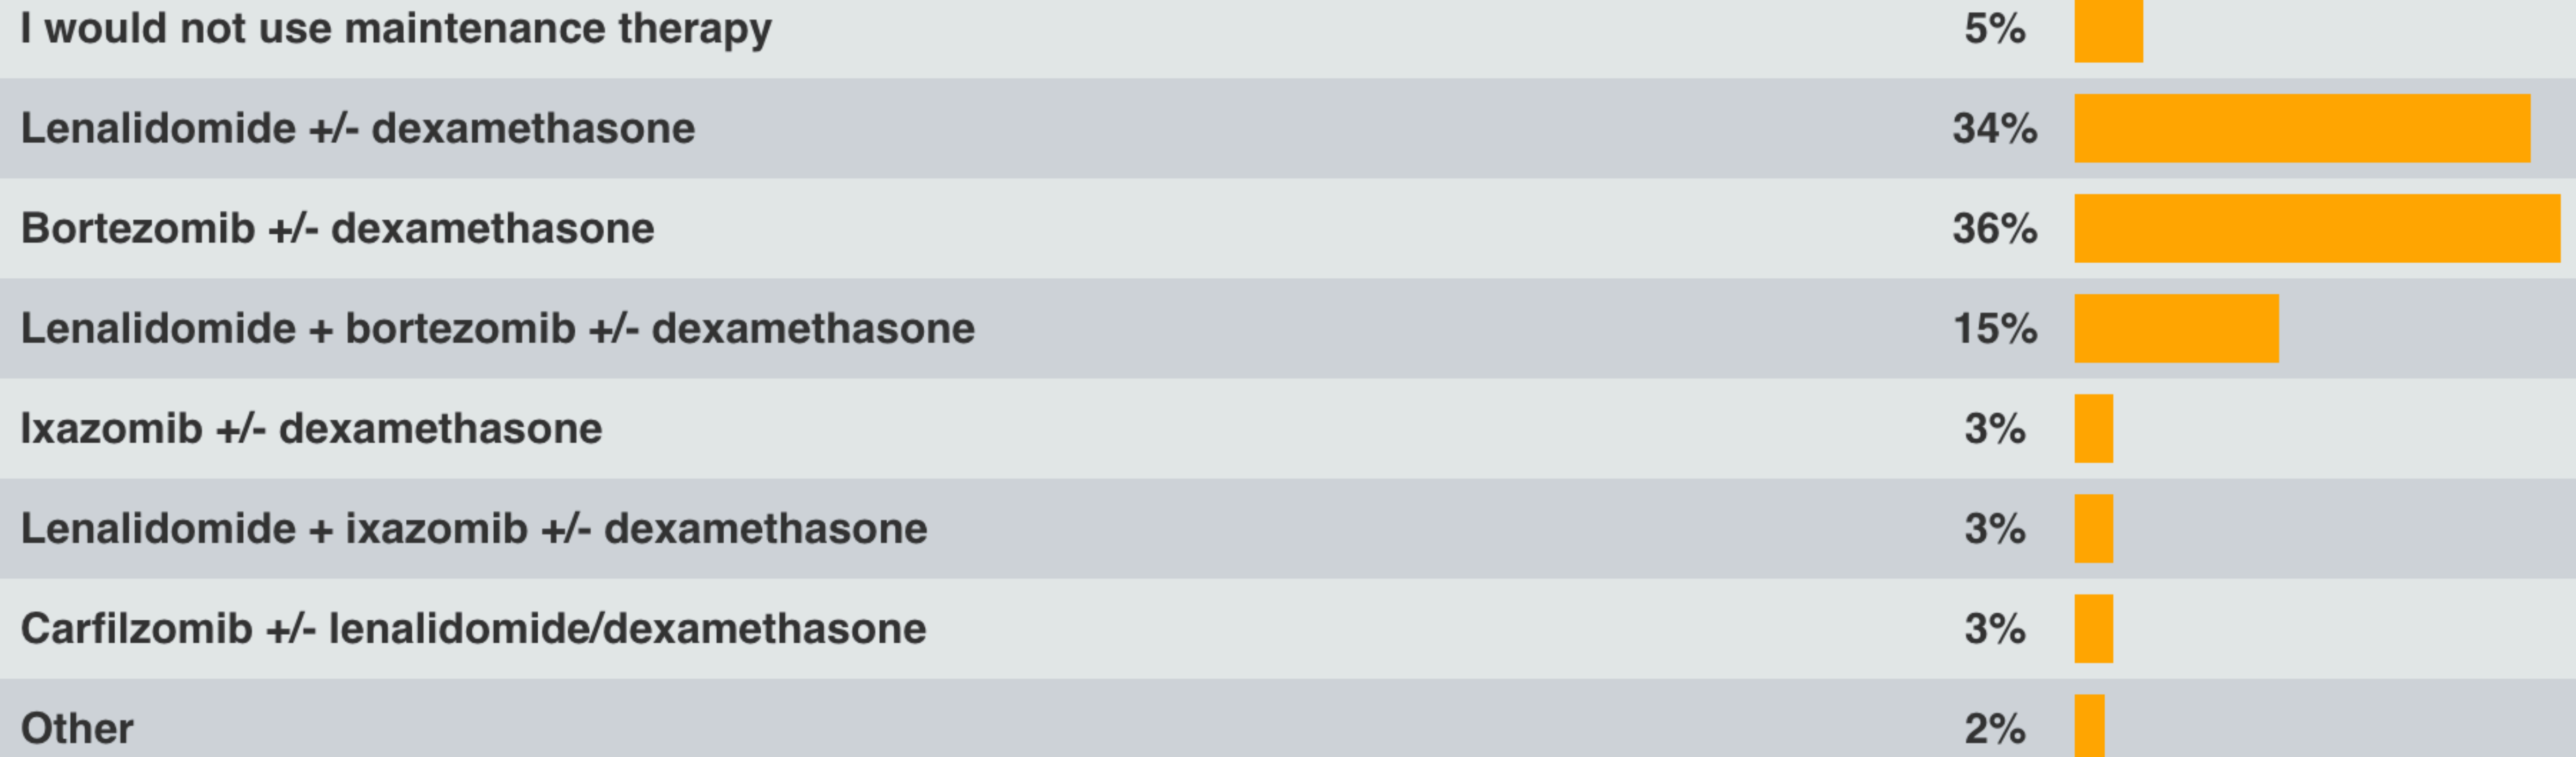 I would not use maintenance therapy 5%
Lenalidomide +/- dexamethasone 34%
Bortezomib +/- dexamethasone 36%
Lenalidomide + bortezomib +/- dexamethasone 15%
Ixazomib +/- dexamethasone 3%
Lenalidomide + ixazomib +/- dexamethasone 3%
Carfilzomib +/- lenalidomide/dexamethasone 3%
Other 2%